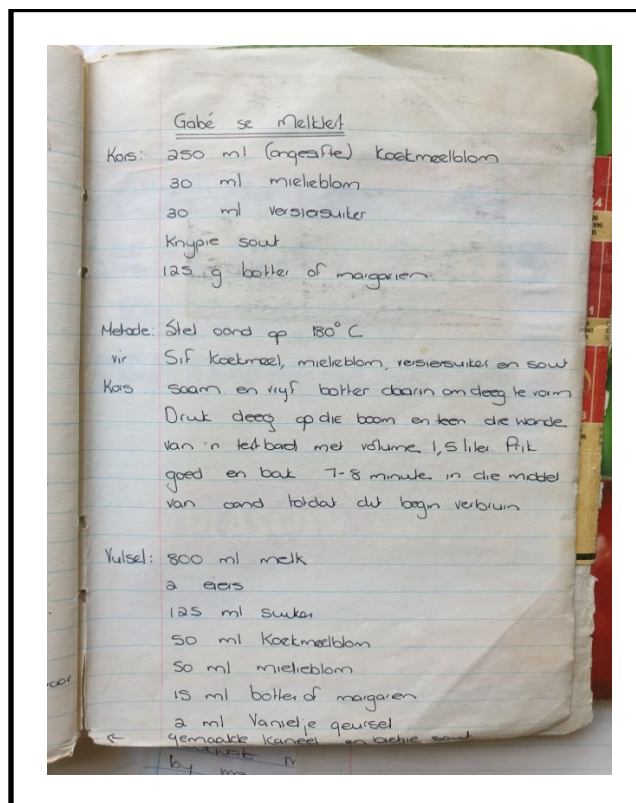 Gabé se Melktert
Kors: 250 ml (ongesifte) Koekmeelblom
30 ml mielieblom
30 ml versiersuiker
Knypie sout
125 g botter of margarien
Metode: Stel oond op 180° C
vir Sif Koekmeel, mielieblom, versiersuiker en sout
Kors saam en vryf botter daarin om deeg te vorm
Druk deeg op die boom en teen die wande
van 'n tertbad met volume 1,5 liter. Prik
goed en bak 7-8 minute in die middel
van oond totdat dit begin verbruin
Vulsel: 800 ml melk
2 eiers
125 ml suiker
50 ml Koekmeelblom
50 ml mielieblom
15 ml botter of margarien
2 ml Vanielje geursel
gemaalde kaneel en bietjie sout
by